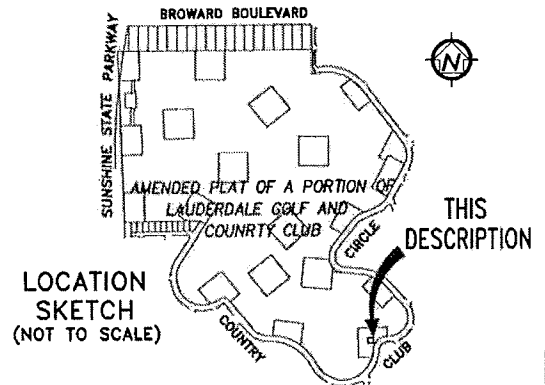 BROWARD BOULEVARD
SUNSHINE STATE PARKWAY
N
AMENDED PLAT OF A PORTION OF
LAUDERDALE GOLF AND
COUNRTY CLUB
THIS
DESCRIPTION
CIRCLE
LOCATION
SKETCH
(NOT TO SCALE)
COUNTRY
CLUB